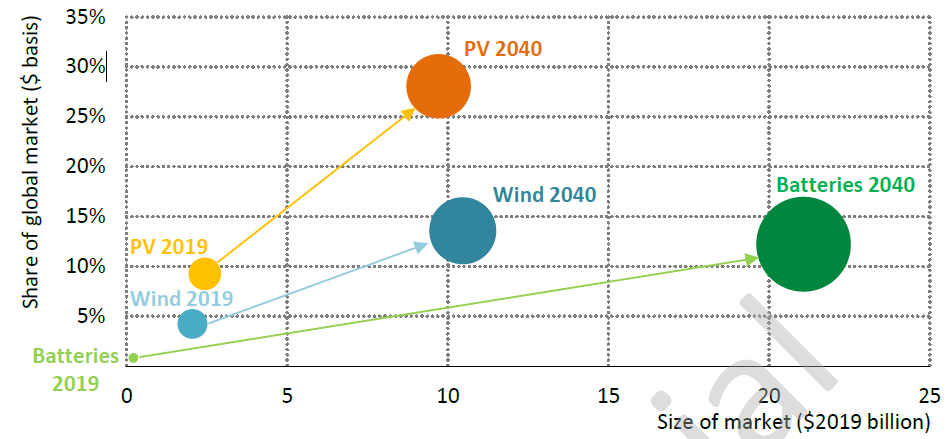 Share of global market ($ basis)
35%
30%
25%
20%
15%
10%
5%
PV 2040
Wind 2040
Batteries 2040
PV 2019
Wind 2019
Batteries
2019
0
5
10
15
20
25
Size of market ($2019 billion)
ial